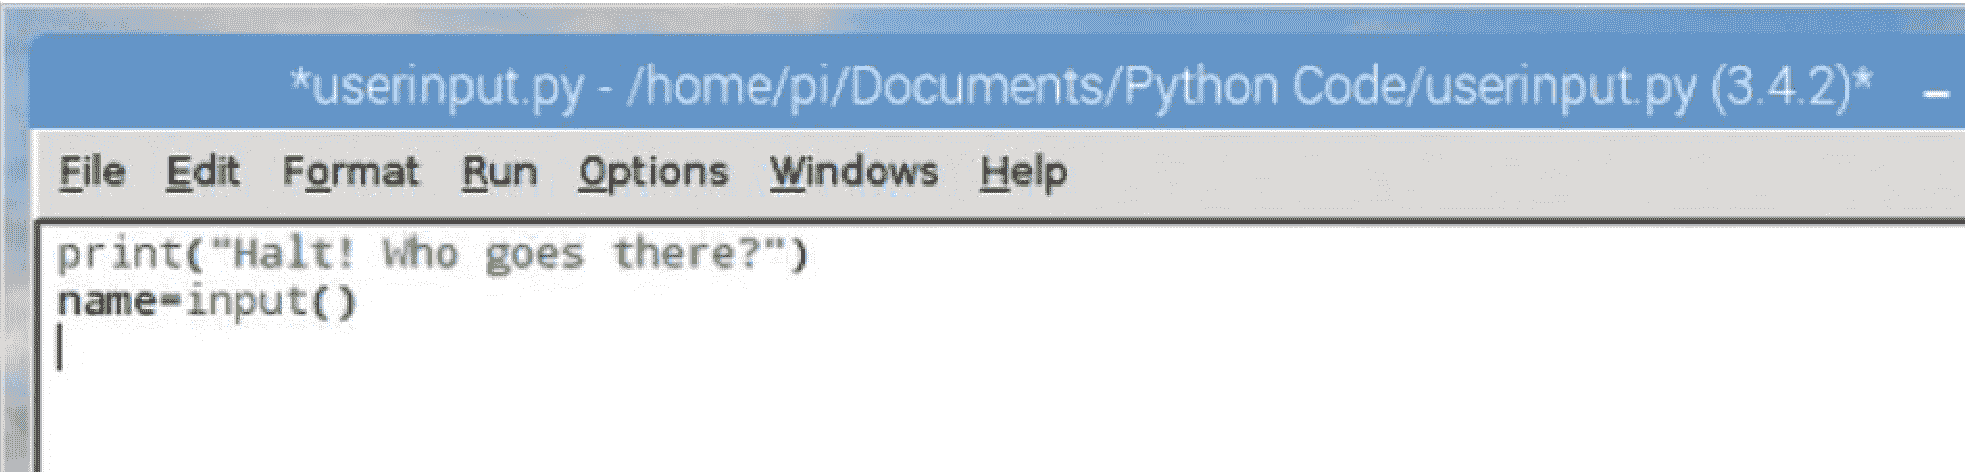 *userinput.py - /home/pi/Documents/Python Code/userinput.py (3.4.2)*
File Edit Format Run Options Windows Help
print("Halt! Who goes there?")
name=input()